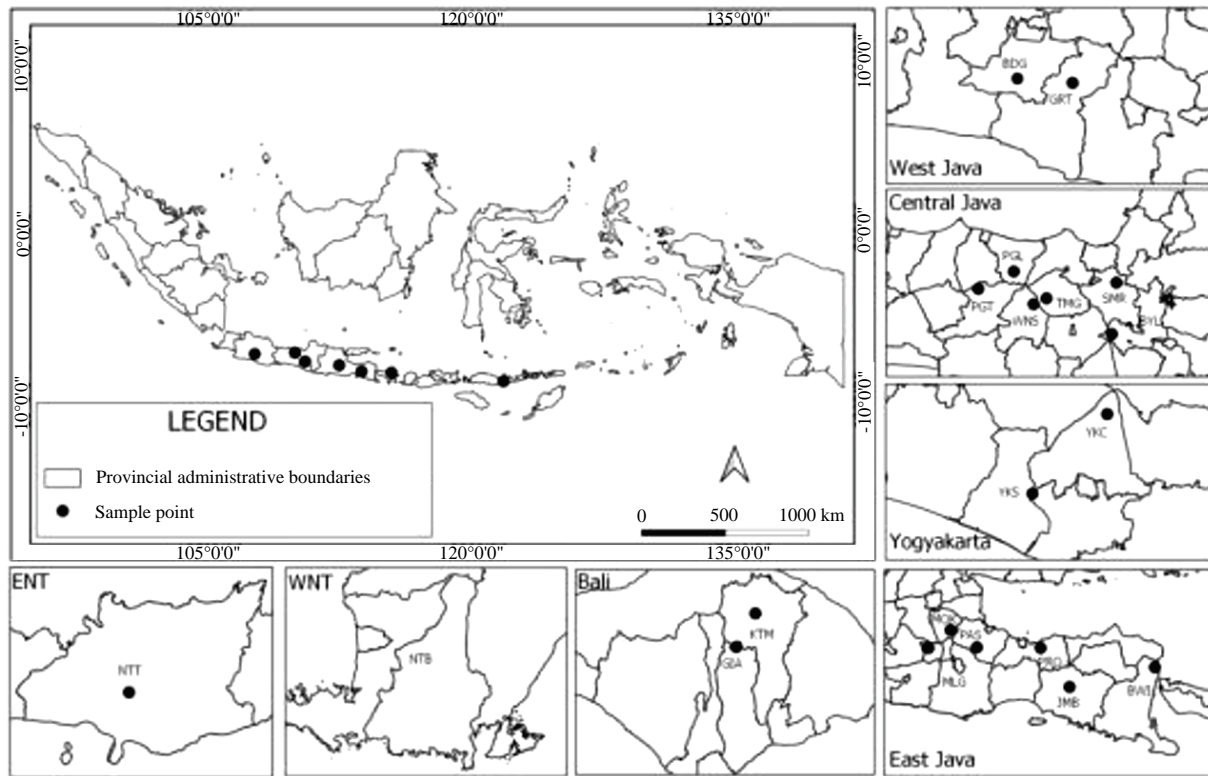 105°0'0"
120°0'0"
135°0'0"
10°0'0"
10°0'0"
0°0'0"
0°0'0"
-10°0'0"
-10°0'0"
LEGEND
Provincial administrative boundaries
Sample point
0 500 1000 km
105°0'0"
120°0'0"
135°0'0"
BDG
GRT
West Java
Central Java
PGL
PGT
WNS
TMG
SMR
BYL
YKC
YKS
Yogyakarta
ENT
NTT
WNT
NTB
Bali
KTM
GIA
PAS
MLG
JMB
BWI
East Java